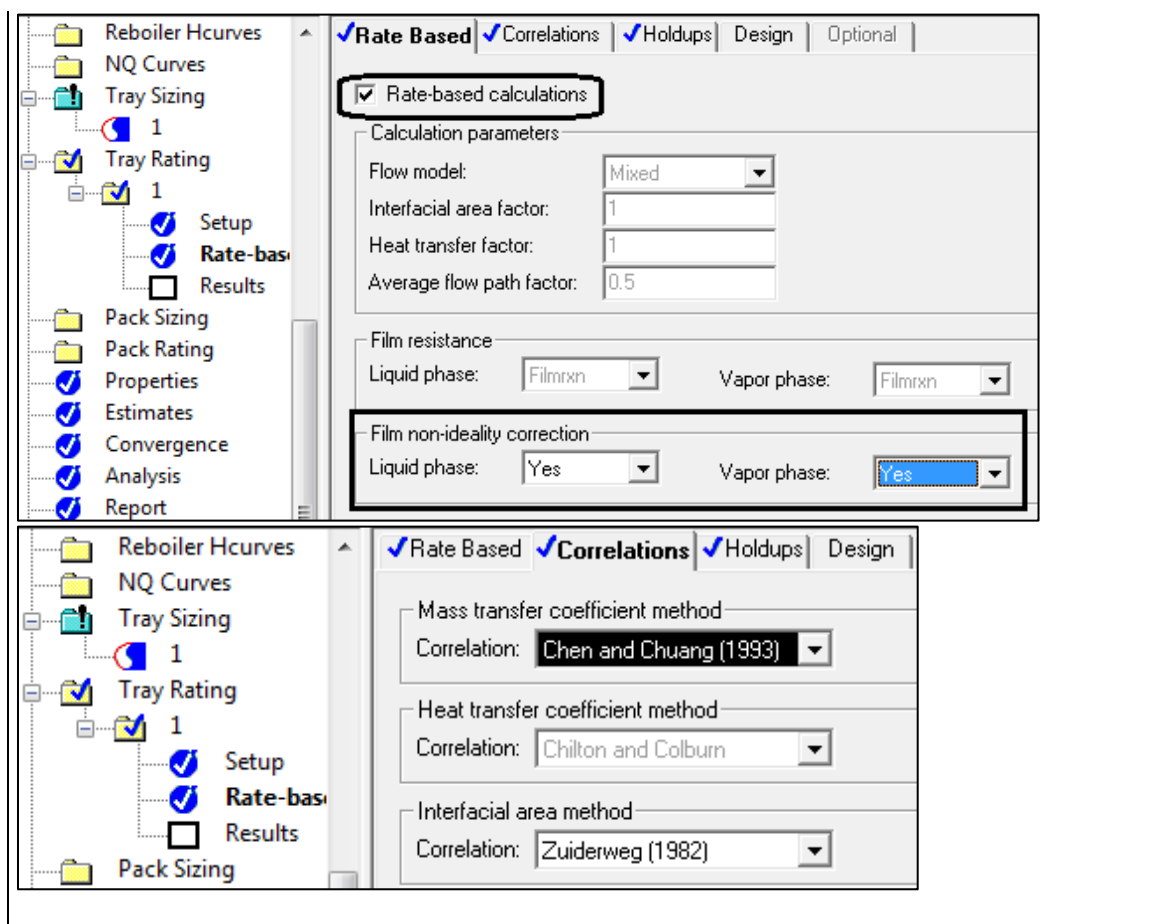 Reboiler Hcurves
NQ Curves
Tray Sizing
1
Tray Rating
1
Setup
Rate-bas
Results
Pack Sizing
Pack Rating
Properties
Estimates
Convergence
Analysis
Report
Rate Based Correlations Holdups Design Optional
Rate-based calculations
Calculation parameters
Flow model: Mixed
Interfacial area factor: 1
Heat transfer factor: 1
Average flow path factor: 0.5
Film resistance
Liquid phase: Filmrxn Vapor phase: Filmrxn
Film non-ideality correction
Liquid phase: Yes Vapor phase: Yes
Reboiler Hcurves
NQ Curves
Tray Sizing
1
Tray Rating
1
Setup
Rate-bas
Results
Pack Sizing
Rate Based Correlations Holdups Design
Mass transfer coefficient method
Correlation: Chen and Chuang (1993)
Heat transfer coefficient method
Correlation: Chilton and Colburn
Interfacial area method
Correlation: Zuiderweg (1982)